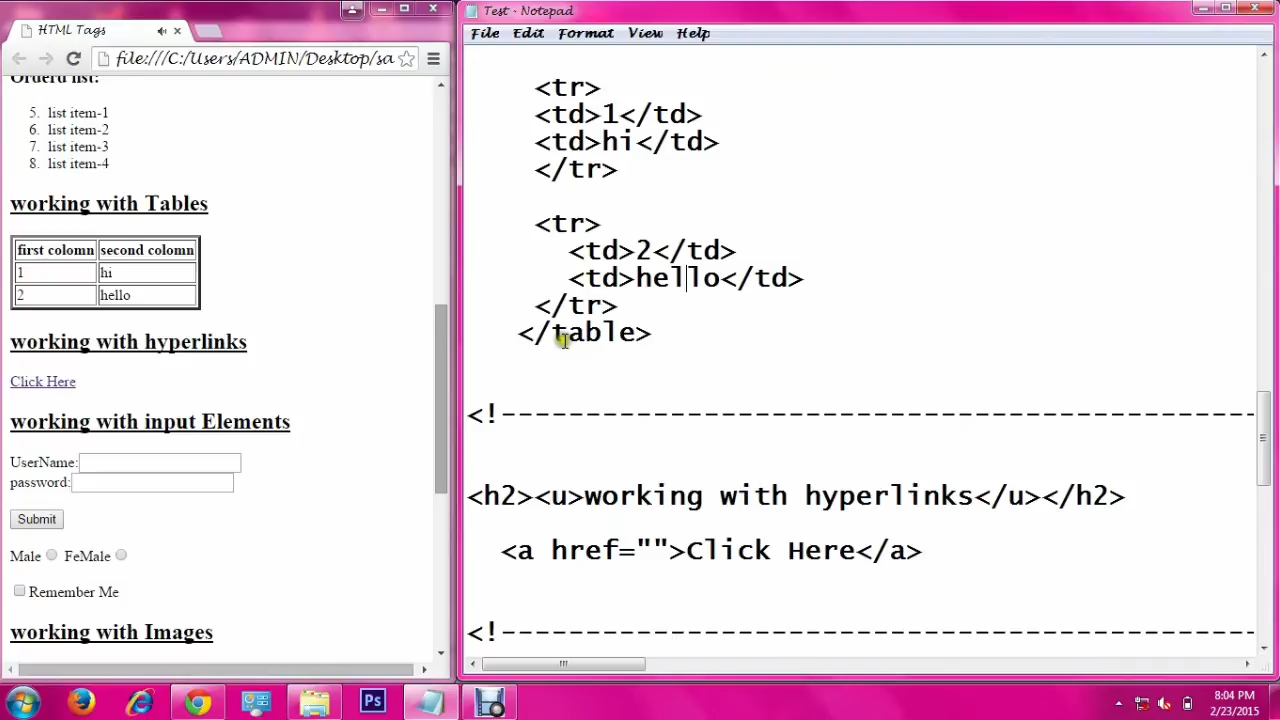 HTML Tags
file:///C:/Users/ADMIN/Desktop/sa
Orderd list:
5. list item-1
6. list item-2
7. list item-3
8. list item-4
working with Tables
first colomn second colomn
1 hi
2 hello
working with hyperlinks
Click Here
working with input Elements
UserName:
password:
Submit
Male FeMale
Remember Me
working with Images
Test - Notepad
File Edit Format View Help
<tr>
<td>1</td>
<td>hi</td>
</tr>
<tr>
<td>2</td>
<td>hello</td>
</tr>
</table>
<!---------------------------------------------
<h2><u>working with hyperlinks</u></h2>
<a href="">Click Here</a>
<!---------------------------------------------
Ps
8:04 PM
2/23/2015